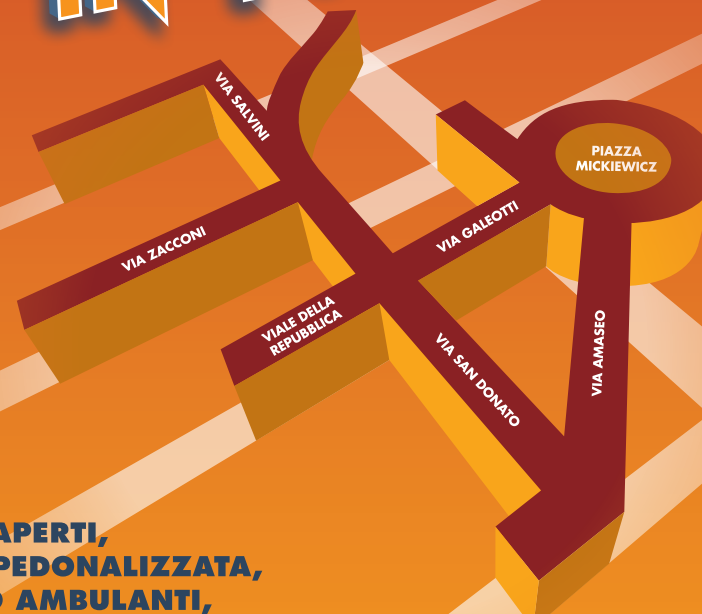 IN
VIA SALVINI
PIAZZA
MICKIEWICZ
VIA ZACCONI
VIA GALEOTTI
VIALE DELLA
REPUBBLICA
VIA SAN DONATO
VIA AMASEO
APERTI,
PEDONALIZZATA,
AMBULANTI,